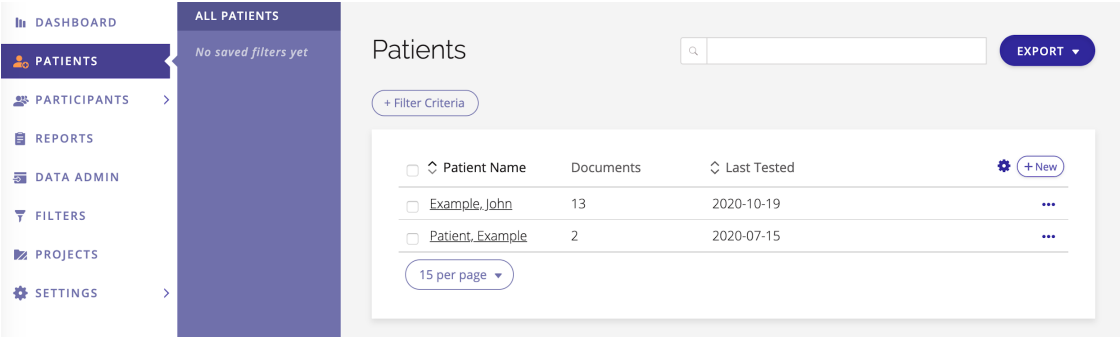 DASHBOARD
PATIENTS
PARTICIPANTS
REPORTS
DATA ADMIN
FILTERS
PROJECTS
SETTINGS
ALL PATIENTS
No saved filters yet
Patients
EXPORT
+ Filter Criteria
Patient Name Documents Last Tested + New
Example, John 13 2020-10-19
Patient, Example 2 2020-07-15
15 per page